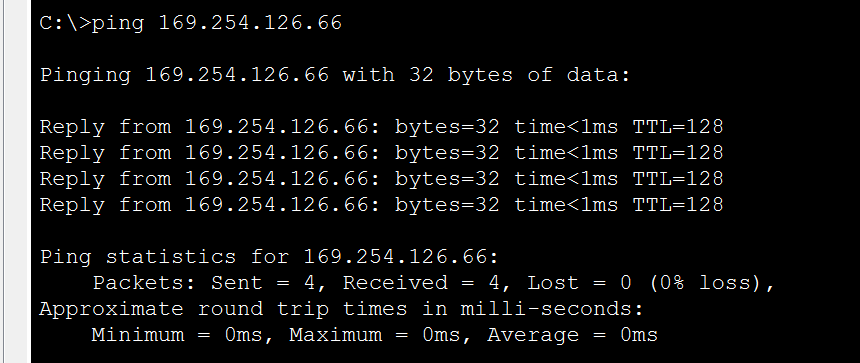 C:\>ping 169.254.126.66
Pinging 169.254.126.66 with 32 bytes of data:
Reply from 169.254.126.66: bytes=32 time<1ms TTL=128
Reply from 169.254.126.66: bytes=32 time<1ms TTL=128
Reply from 169.254.126.66: bytes=32 time<1ms TTL=128
Reply from 169.254.126.66: bytes=32 time<1ms TTL=128
Ping statistics for 169.254.126.66:
    Packets: Sent = 4, Received = 4, Lost = 0 (0% loss),
Approximate round trip times in milli-seconds:
    Minimum = 0ms, Maximum = 0ms, Average = 0ms